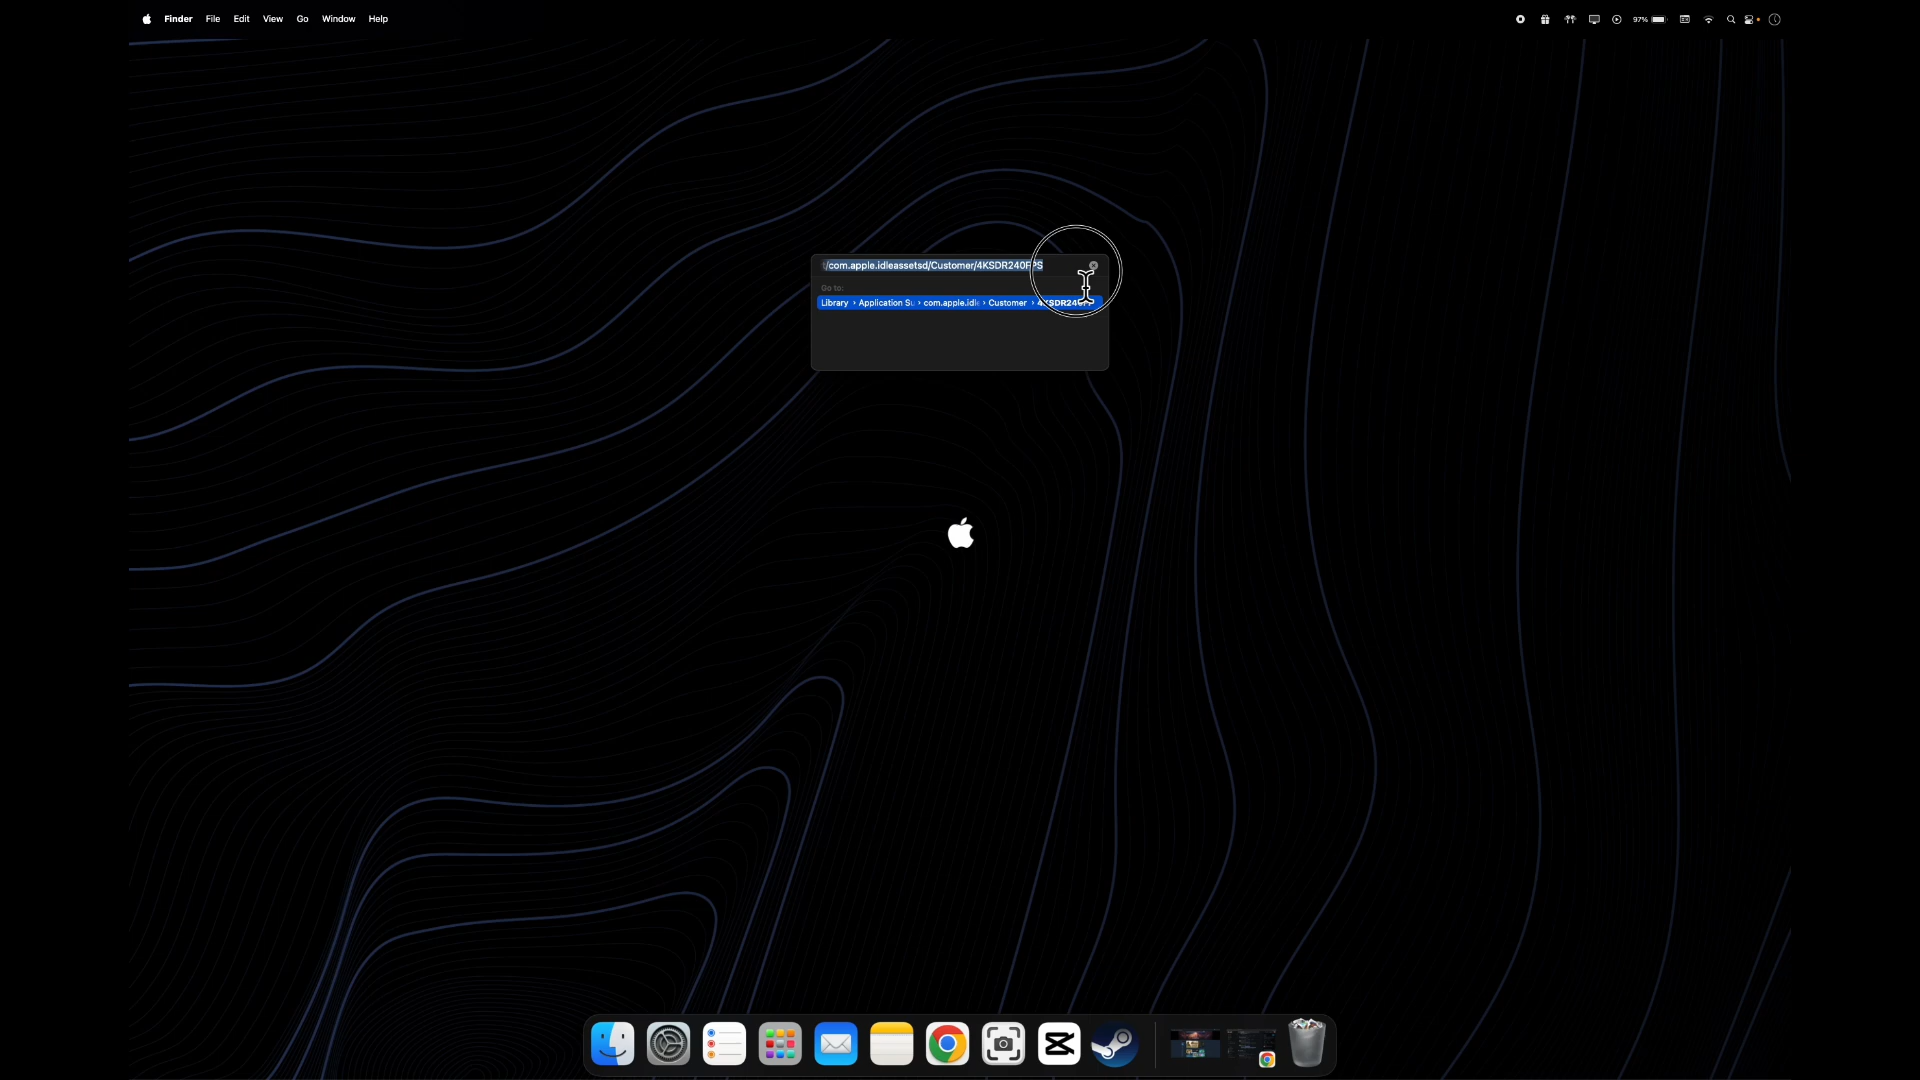 Finder File Edit View Go Window Help
97%
t/com.apple.idleassetsd/Customer/4KSDR240FPS
Go to:
Library › Application Su › com.apple.idle › Customer ›